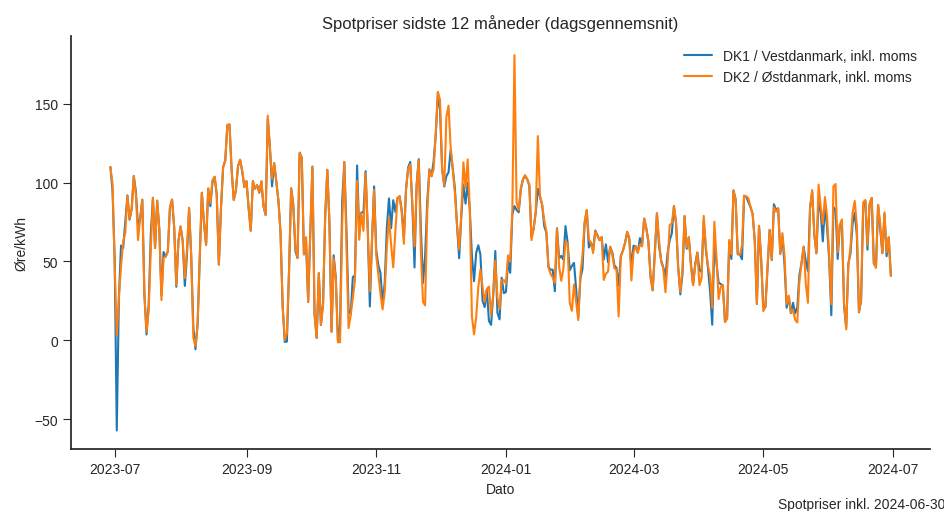 Spotpriser sidste 12 måneder (dagsgennemsnit)
DK1 / Vestdanmark, inkl. moms
DK2 / Østdanmark, inkl. moms
Øre/kWh
150
100
50
0
−50
2023-07 2023-09 2023-11 2024-01 2024-03 2024-05 2024-07
Dato
Spotpriser inkl. 2024-06-30